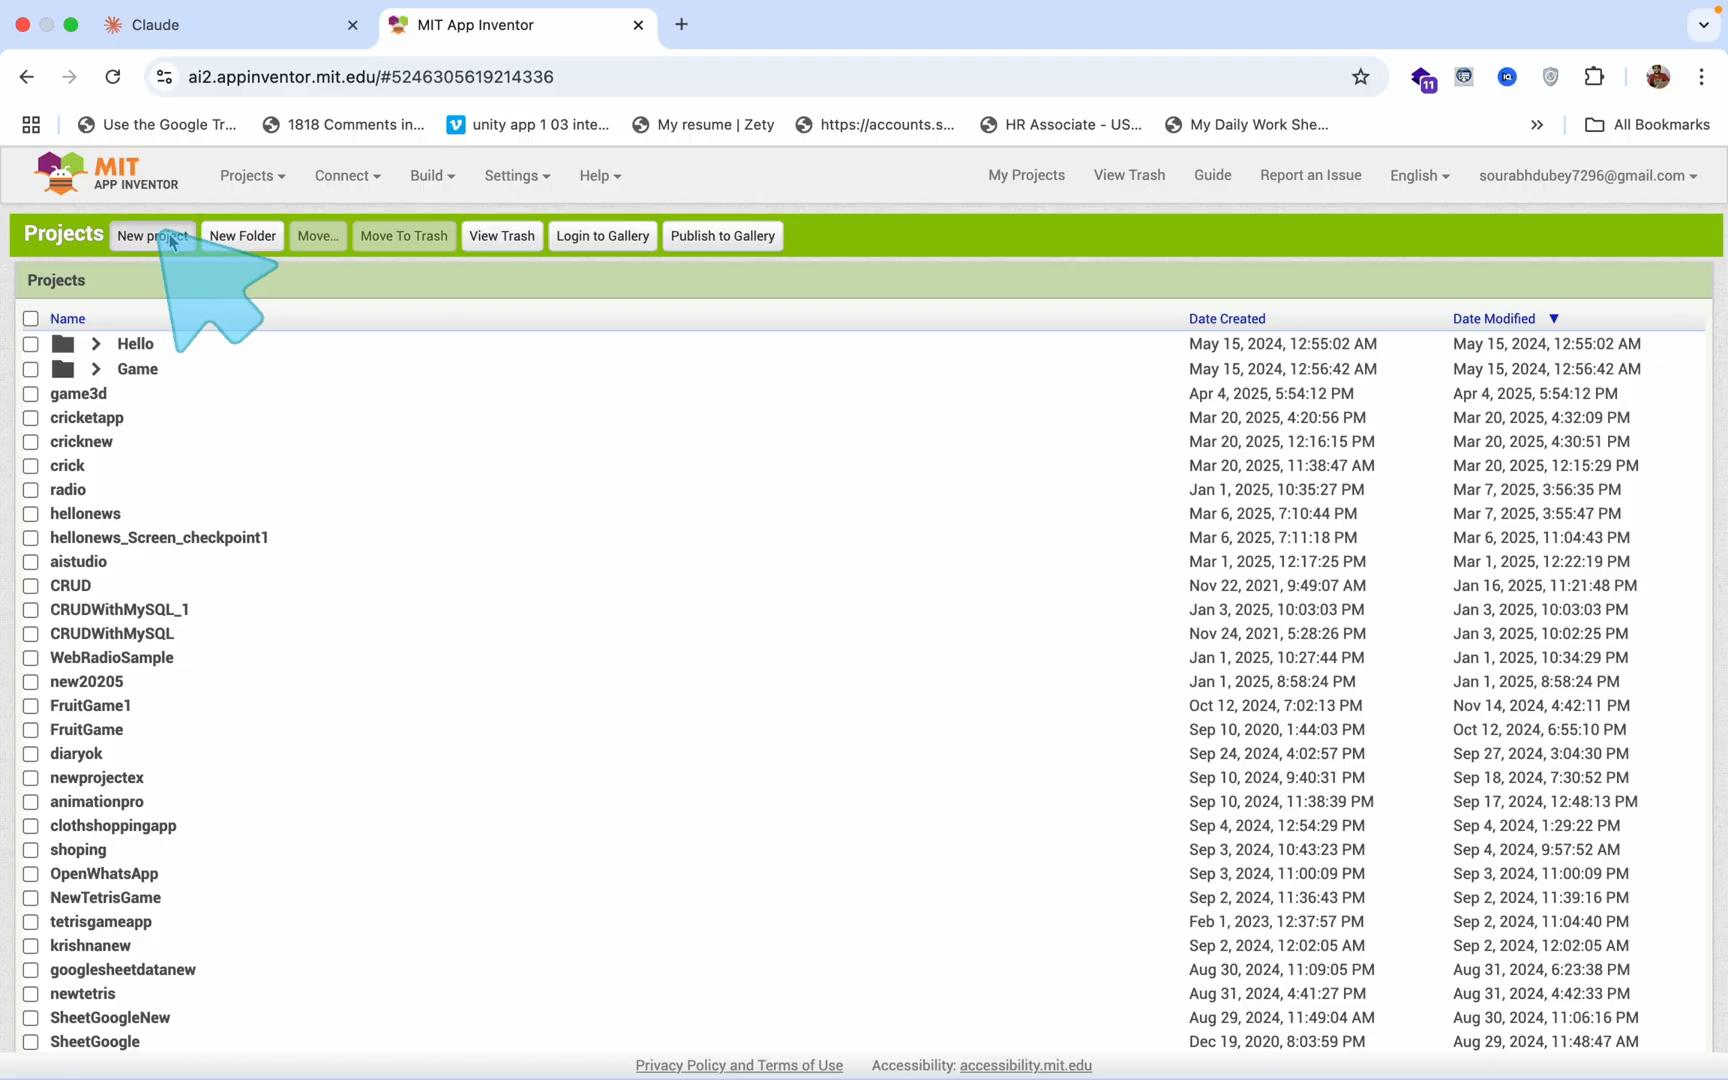 Claude
MIT App Inventor
ai2.appinventor.mit.edu/#5246305619214336
11
IQ
Use the Google Tr...
1818 Comments in...
unity app 1 03 inte...
My resume | Zety
https://accounts.s...
HR Associate - US...
My Daily Work She...
All Bookmarks
MIT
APP INVENTOR
Projects
Connect
Build
Settings
Help
My Projects
View Trash
Guide
Report an Issue
English
sourabhdubey7296@gmail.com
Projects
New project
New Folder
Move...
Move To Trash
View Trash
Login to Gallery
Publish to Gallery
Projects
Name Date Created Date Modified
Hello May 15, 2024, 12:55:02 AM May 15, 2024, 12:55:02 AM
Game May 15, 2024, 12:56:42 AM May 15, 2024, 12:56:42 AM
game3d Apr 4, 2025, 5:54:12 PM Apr 4, 2025, 5:54:12 PM
cricketapp Mar 20, 2025, 4:20:56 PM Mar 20, 2025, 4:32:09 PM
cricknew Mar 20, 2025, 12:16:15 PM Mar 20, 2025, 4:30:51 PM
crick Mar 20, 2025, 11:38:47 AM Mar 20, 2025, 12:15:29 PM
radio Jan 1, 2025, 10:35:27 PM Mar 7, 2025, 3:56:35 PM
hellonews Mar 6, 2025, 7:10:44 PM Mar 7, 2025, 3:55:47 PM
hellonews_Screen_checkpoint1 Mar 6, 2025, 7:11:18 PM Mar 6, 2025, 11:04:43 PM
aistudio Mar 1, 2025, 12:17:25 PM Mar 1, 2025, 12:22:19 PM
CRUD Nov 22, 2021, 9:49:07 AM Jan 16, 2025, 11:21:48 PM
CRUDWithMySQL_1 Jan 3, 2025, 10:03:03 PM Jan 3, 2025, 10:03:03 PM
CRUDWithMySQL Nov 24, 2021, 5:28:26 PM Jan 3, 2025, 10:02:25 PM
WebRadioSample Jan 1, 2025, 10:27:44 PM Jan 1, 2025, 10:34:29 PM
new20205 Jan 1, 2025, 8:58:24 PM Jan 1, 2025, 8:58:24 PM
FruitGame1 Oct 12, 2024, 7:02:13 PM Nov 14, 2024, 4:42:11 PM
FruitGame Sep 10, 2020, 1:44:03 PM Oct 12, 2024, 6:55:10 PM
diaryok Sep 24, 2024, 4:02:57 PM Sep 27, 2024, 3:04:30 PM
newprojectex Sep 10, 2024, 9:40:31 PM Sep 18, 2024, 7:30:52 PM
animationpro Sep 10, 2024, 11:38:39 PM Sep 17, 2024, 12:48:13 PM
clothshoppingapp Sep 4, 2024, 12:54:29 PM Sep 4, 2024, 1:29:22 PM
shoping Sep 3, 2024, 10:43:23 PM Sep 4, 2024, 9:57:52 AM
OpenWhatsApp Sep 3, 2024, 11:00:09 PM Sep 3, 2024, 11:00:09 PM
NewTetrisGame Sep 2, 2024, 11:36:43 PM Sep 2, 2024, 11:39:16 PM
tetrisgameapp Feb 1, 2023, 12:37:57 PM Sep 2, 2024, 11:04:40 PM
krishnanew Sep 2, 2024, 12:02:05 AM Sep 2, 2024, 12:02:05 AM
googlesheetdatanew Aug 30, 2024, 11:09:05 PM Aug 31, 2024, 6:23:38 PM
newtetris Aug 31, 2024, 4:41:27 PM Aug 31, 2024, 4:42:33 PM
SheetGoogleNew Aug 29, 2024, 11:49:04 AM Aug 30, 2024, 11:06:16 PM
SheetGoogle Dec 19, 2020, 8:03:59 PM Aug 29, 2024, 11:48:47 AM
Privacy Policy and Terms of Use Accessibility: accessibility.mit.edu